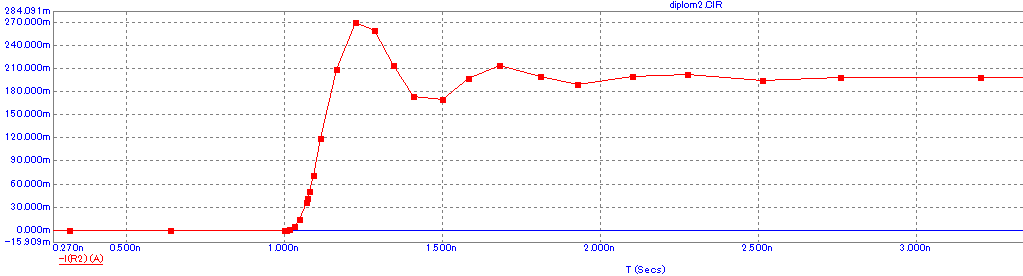 diplom2.CIR
284.091m
270.000m
240.000m
210.000m
180.000m
150.000m
120.000m
90.000m
60.000m
30.000m
0.000m
-15.909m
0.270n 0.500n 1.000n 1.500n 2.000n 2.500n 3.000n
-I(R2) (A)
T (Secs)